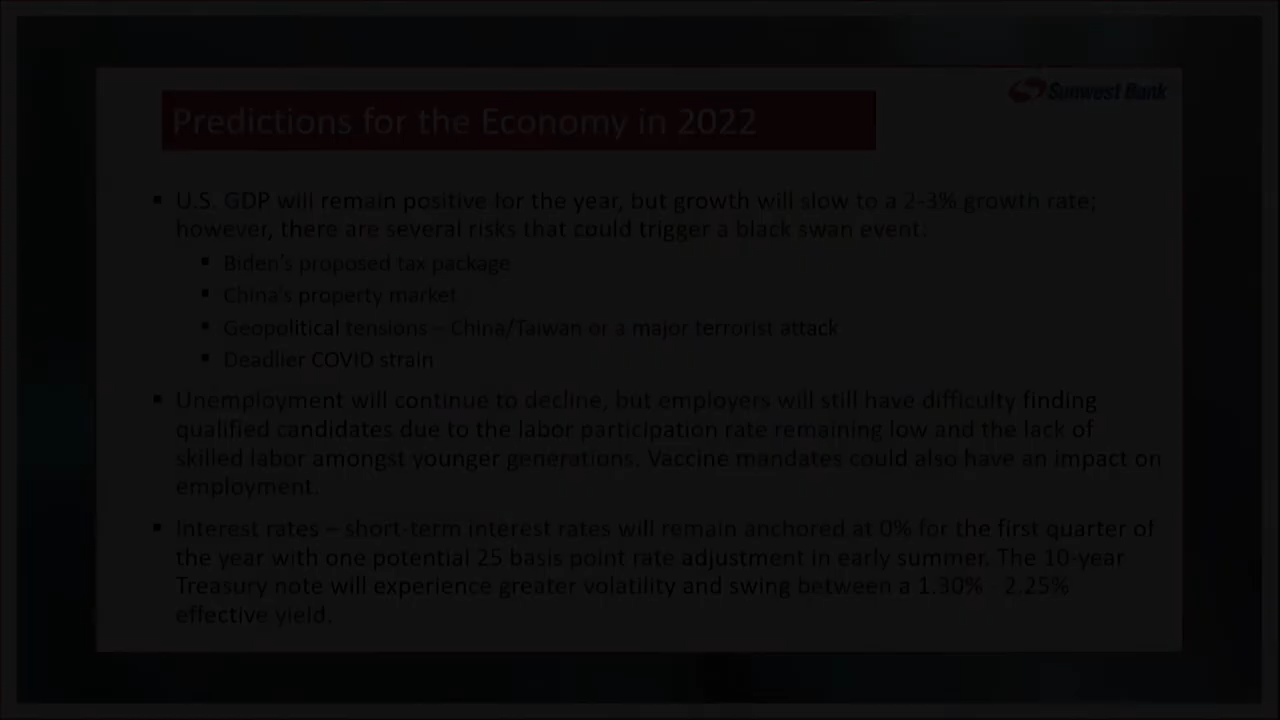 Sunwest Bank
Predictions for the Economy in 2022
▪ U.S. GDP will remain positive for the year, but growth will slow to a 2-3% growth rate;
however, there are several risks that could trigger a black swan event:
▪ Biden's proposed tax package
▪ China's property market
▪ Geopolitical tensions – China/Taiwan or a major terrorist attack
▪ Deadlier COVID strain
▪ Unemployment will continue to decline, but employers will still have difficulty finding
qualified candidates due to the labor participation rate remaining low and the lack of
skilled labor amongst younger generations. Vaccine mandates could also have an impact on
employment.
▪ Interest rates – short-term interest rates will remain anchored at 0% for the first quarter of
the year with one potential 25 basis point rate adjustment in early summer. The 10-year
Treasury note will experience greater volatility and swing between a 1.30% - 2.25%
effective yield.